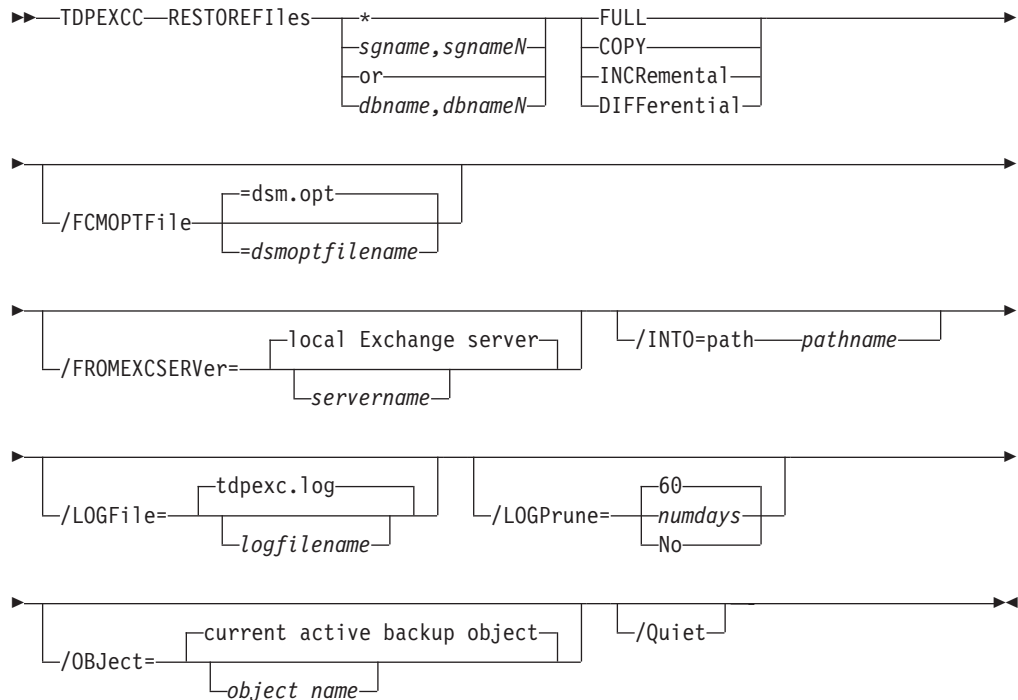 TDPEXCC RESTOREFIles * FULL
sgname,sgnameN COPY
or INCRemental
dbname,dbnameN DIFFerential
=dsm.opt
/FCMOPTFile
=dsmoptfilename
local Exchange server /INTO=path pathname
/FROMEXCSERVer=
servername
tdpexc.log 60
/LOGFile= /LOGPrune= numdays
logfilename No
current active backup object /Quiet
/OBJect=
object name